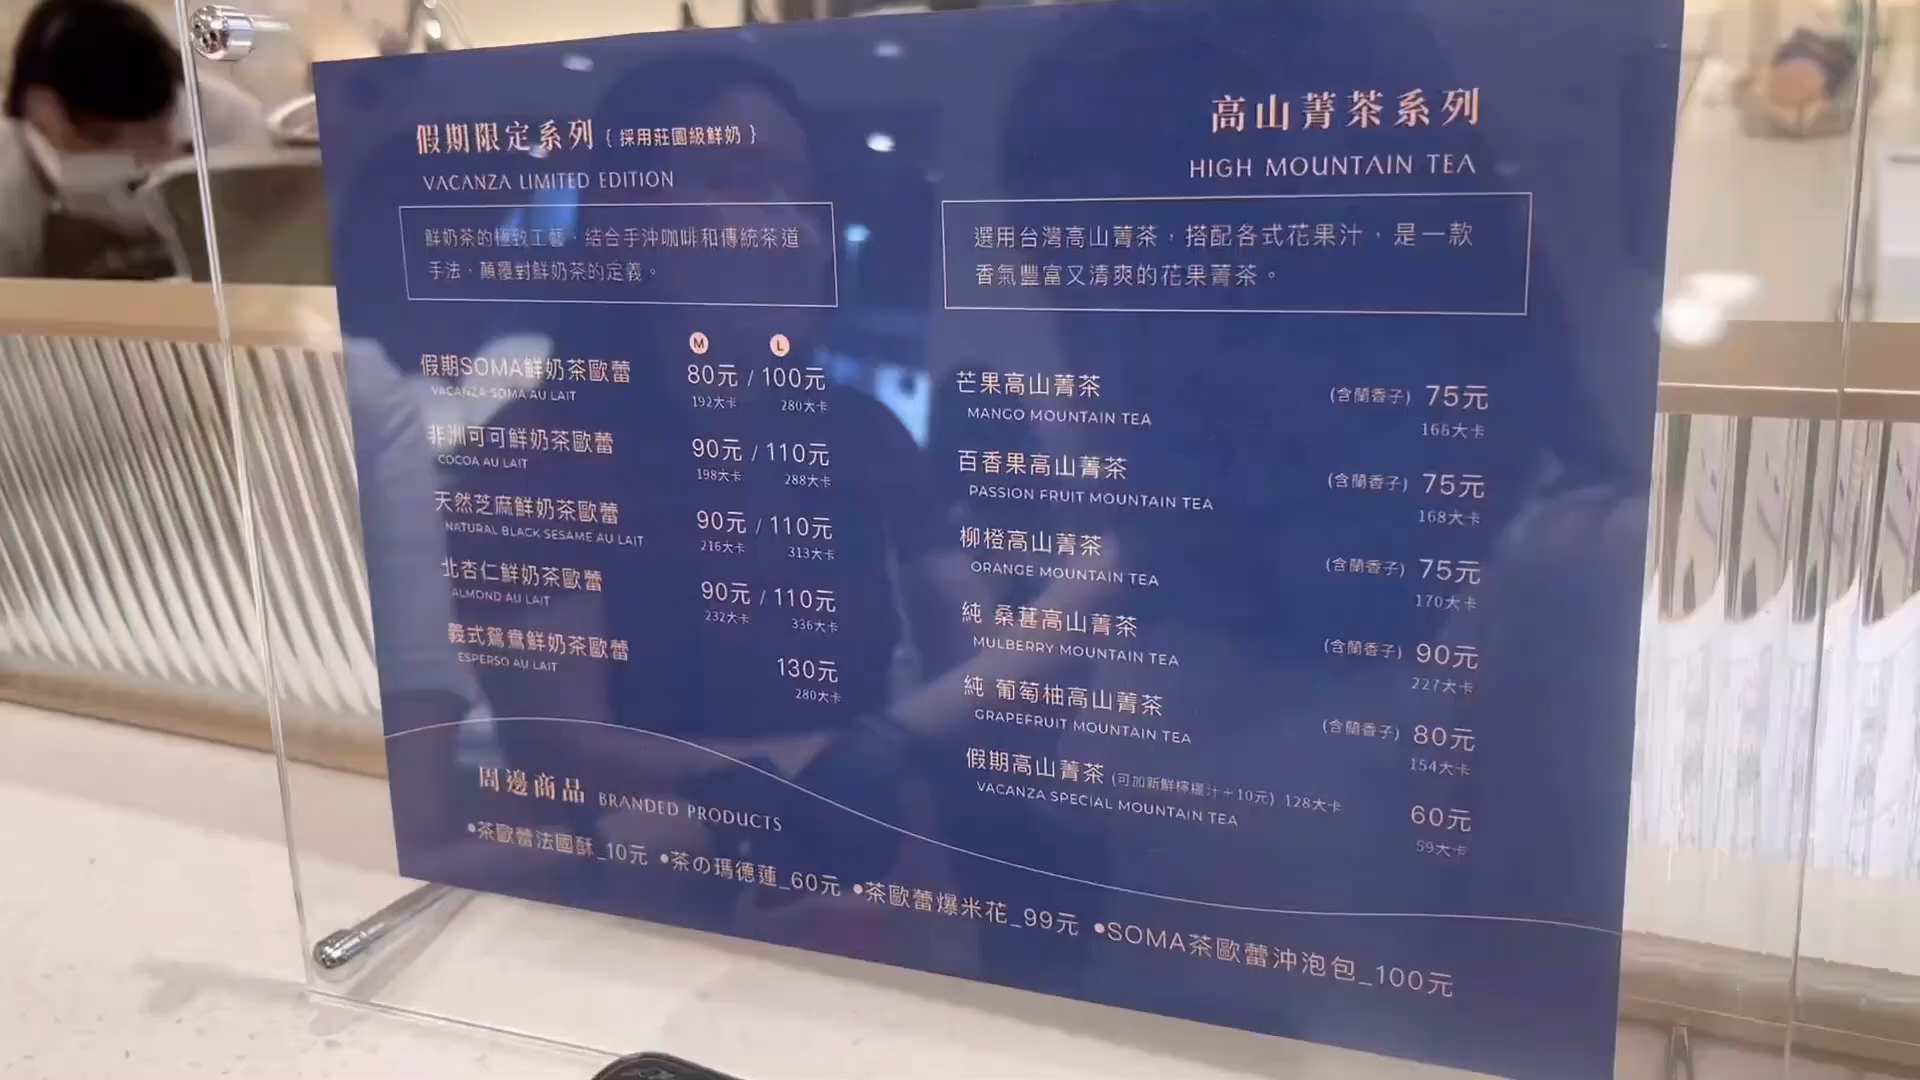 假期限定系列 { 採用莊園級鮮奶 }
VACANZA LIMITED EDITION
鮮奶茶的極致工藝，結合手沖咖啡和傳統茶道
手法，顛覆對鮮奶茶的定義。
M L
假期SOMA鮮奶茶歐蕾 80元 / 100元
VACANZA SOMA AU LAIT 192大卡 280大卡
非洲可可鮮奶茶歐蕾 90元 / 110元
COCOA AU LAIT 198大卡 288大卡
天然芝麻鮮奶茶歐蕾 90元 / 110元
NATURAL BLACK SESAME AU LAIT 216大卡 313大卡
北杏仁鮮奶茶歐蕾 90元 / 110元
ALMOND AU LAIT 232大卡 336大卡
義式鴛鴦鮮奶茶歐蕾 130元
ESPERSO AU LAIT 280大卡
高山菁茶系列
HIGH MOUNTAIN TEA
選用台灣高山菁茶，搭配各式花果汁，是一款
香氣豐富又清爽的花果菁茶。
芒果高山菁茶 (含蘭香子) 75元
MANGO MOUNTAIN TEA 166大卡
百香果高山菁茶 (含蘭香子) 75元
PASSION FRUIT MOUNTAIN TEA 168大卡
柳橙高山菁茶 (含蘭香子) 75元
ORANGE MOUNTAIN TEA 170大卡
純 桑葚高山菁茶 (含蘭香子) 90元
MULBERRY MOUNTAIN TEA 227大卡
純 葡萄柚高山菁茶 (含蘭香子) 80元
GRAPEFRUIT MOUNTAIN TEA 154大卡
假期高山菁茶 (可加新鮮檸檬汁+10元) 128大卡 60元
VACANZA SPECIAL MOUNTAIN TEA 59大卡
周邊商品 BRANDED PRODUCTS
•茶歐蕾法國酥_10元 •茶の瑪德蓮_60元 •茶歐蕾爆米花_99元 •SOMA茶歐蕾沖泡包_100元